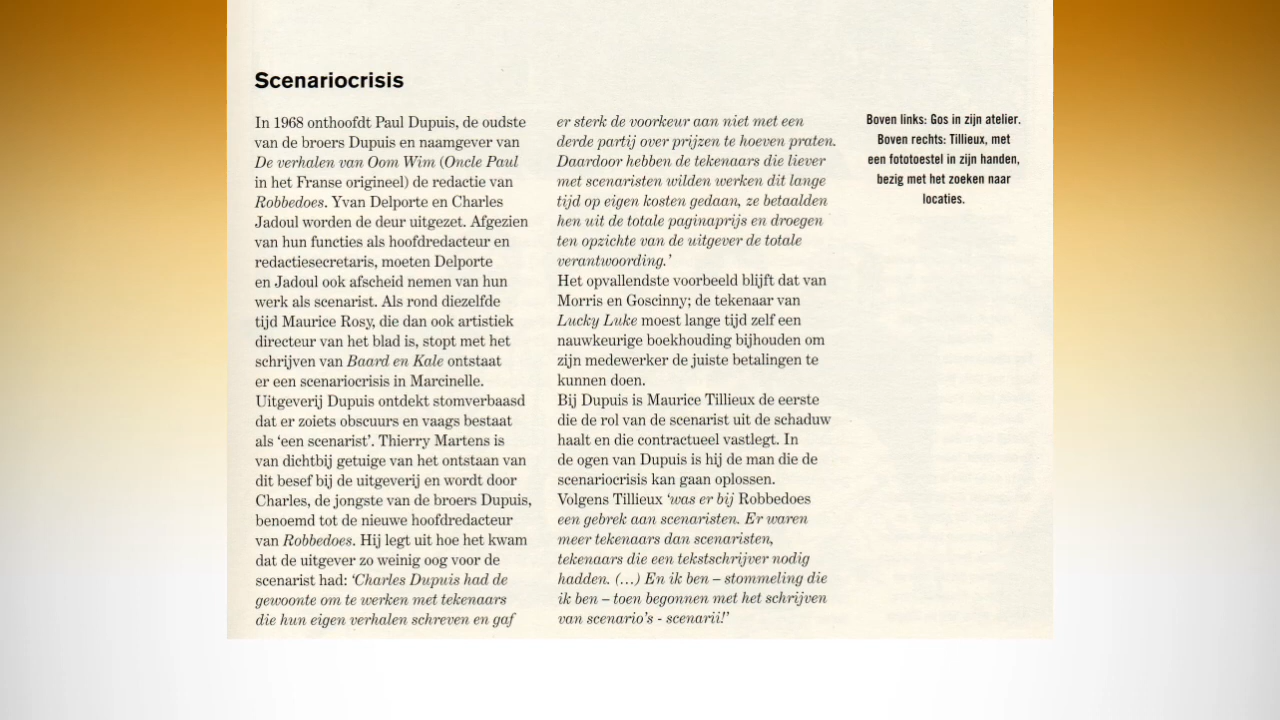 Scenariocrisis
In 1968 onthoofdt Paul Dupuis, de oudste
van de broers Dupuis en naamgever van
De verhalen van Oom Wim (Oncle Paul
in het Franse origineel) de redactie van
Robbedoes. Yvan Delporte en Charles
Jadoul worden de deur uitgezet. Afgezien
van hun functies als hoofdredacteur en
redactiesecretaris, moeten Delporte
en Jadoul ook afscheid nemen van hun
werk als scenarist. Als rond diezelfde
tijd Maurice Rosy, die dan ook artistiek
directeur van het blad is, stopt met het
schrijven van Baard en Kale ontstaat
er een scenariocrisis in Marcinelle.
Uitgeverij Dupuis ontdekt stomverbaasd
dat er zoiets obscuurs en vaags bestaat
als ‘een scenarist’. Thierry Martens is
van dichtbij getuige van het ontstaan van
dit besef bij de uitgeverij en wordt door
Charles, de jongste van de broers Dupuis,
benoemd tot de nieuwe hoofdredacteur
van Robbedoes. Hij legt uit hoe het kwam
dat de uitgever zo weinig oog voor de
scenarist had: ‘Charles Dupuis had de
gewoonte om te werken met tekenaars
die hun eigen verhalen schreven en gaf
er sterk de voorkeur aan niet met een
derde partij over prijzen te hoeven praten.
Daardoor hebben de tekenaars die liever
met scenaristen wilden werken dit lange
tijd op eigen kosten gedaan, ze betaalden
hen uit de totale paginaprijs en droegen
ten opzichte van de uitgever de totale
verantwoording.’
Het opvallendste voorbeeld blijft dat van
Morris en Goscinny; de tekenaar van
Lucky Luke moest lange tijd zelf een
nauwkeurige boekhouding bijhouden om
zijn medewerker de juiste betalingen te
kunnen doen.
Bij Dupuis is Maurice Tillieux de eerste
die de rol van de scenarist uit de schaduw
haalt en die contractueel vastlegt. In
de ogen van Dupuis is hij de man die de
scenariocrisis kan gaan oplossen.
Volgens Tillieux ‘was er bij Robbedoes
een gebrek aan scenaristen. Er waren
meer tekenaars dan scenaristen,
tekenaars die een tekstschrijver nodig
hadden. (…) En ik ben – stommeling die
ik ben – toen begonnen met het schrijven
van scenario’s - scenarii!’
Boven links: Gos in zijn atelier.
Boven rechts: Tillieux, met
een fototoestel in zijn handen,
bezig met het zoeken naar
locaties.